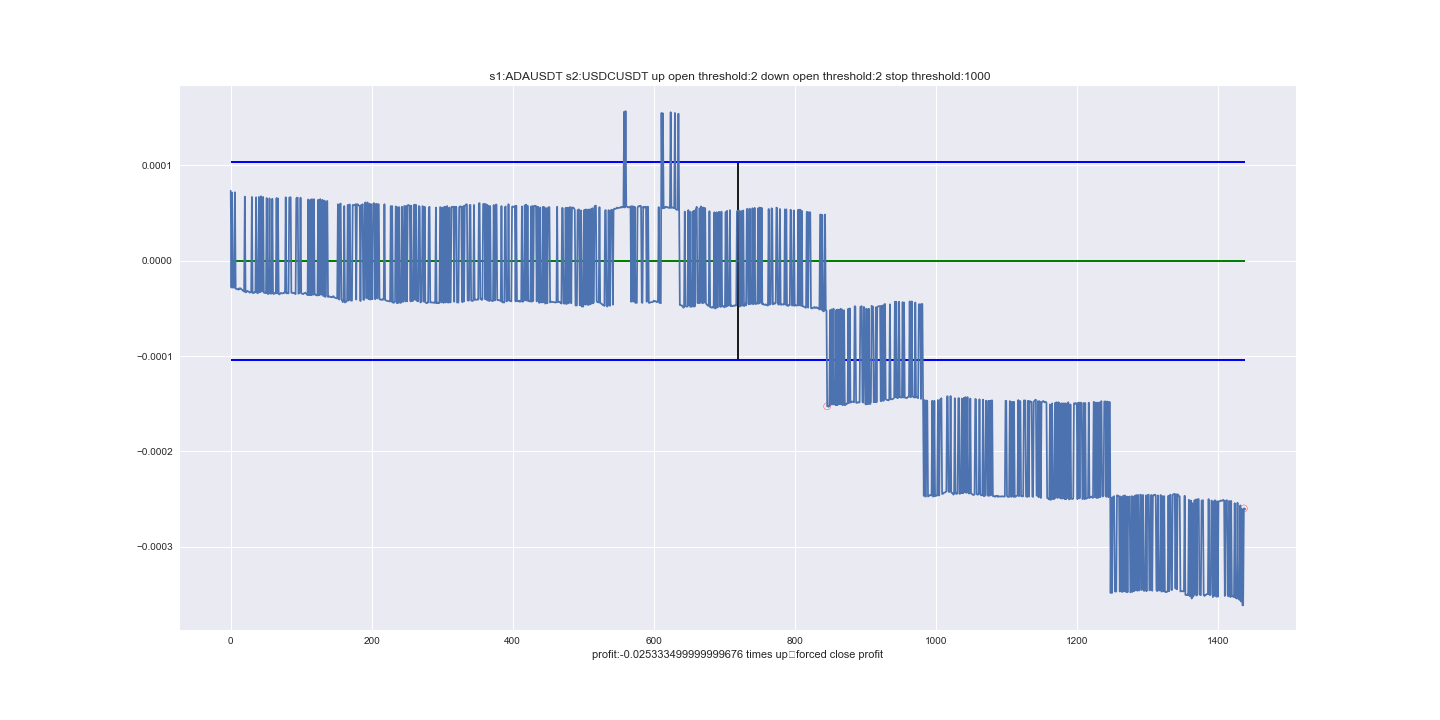 s1:ADAUSDT s2:USDCUSDT up open threshold:2 down open threshold:2 stop threshold:1000
0.0001
0.0000
−0.0001
−0.0002
−0.0003
0 200 400 600 800 1000 1200 1400
profit:-0.025333499999999676 times up□forced close profit